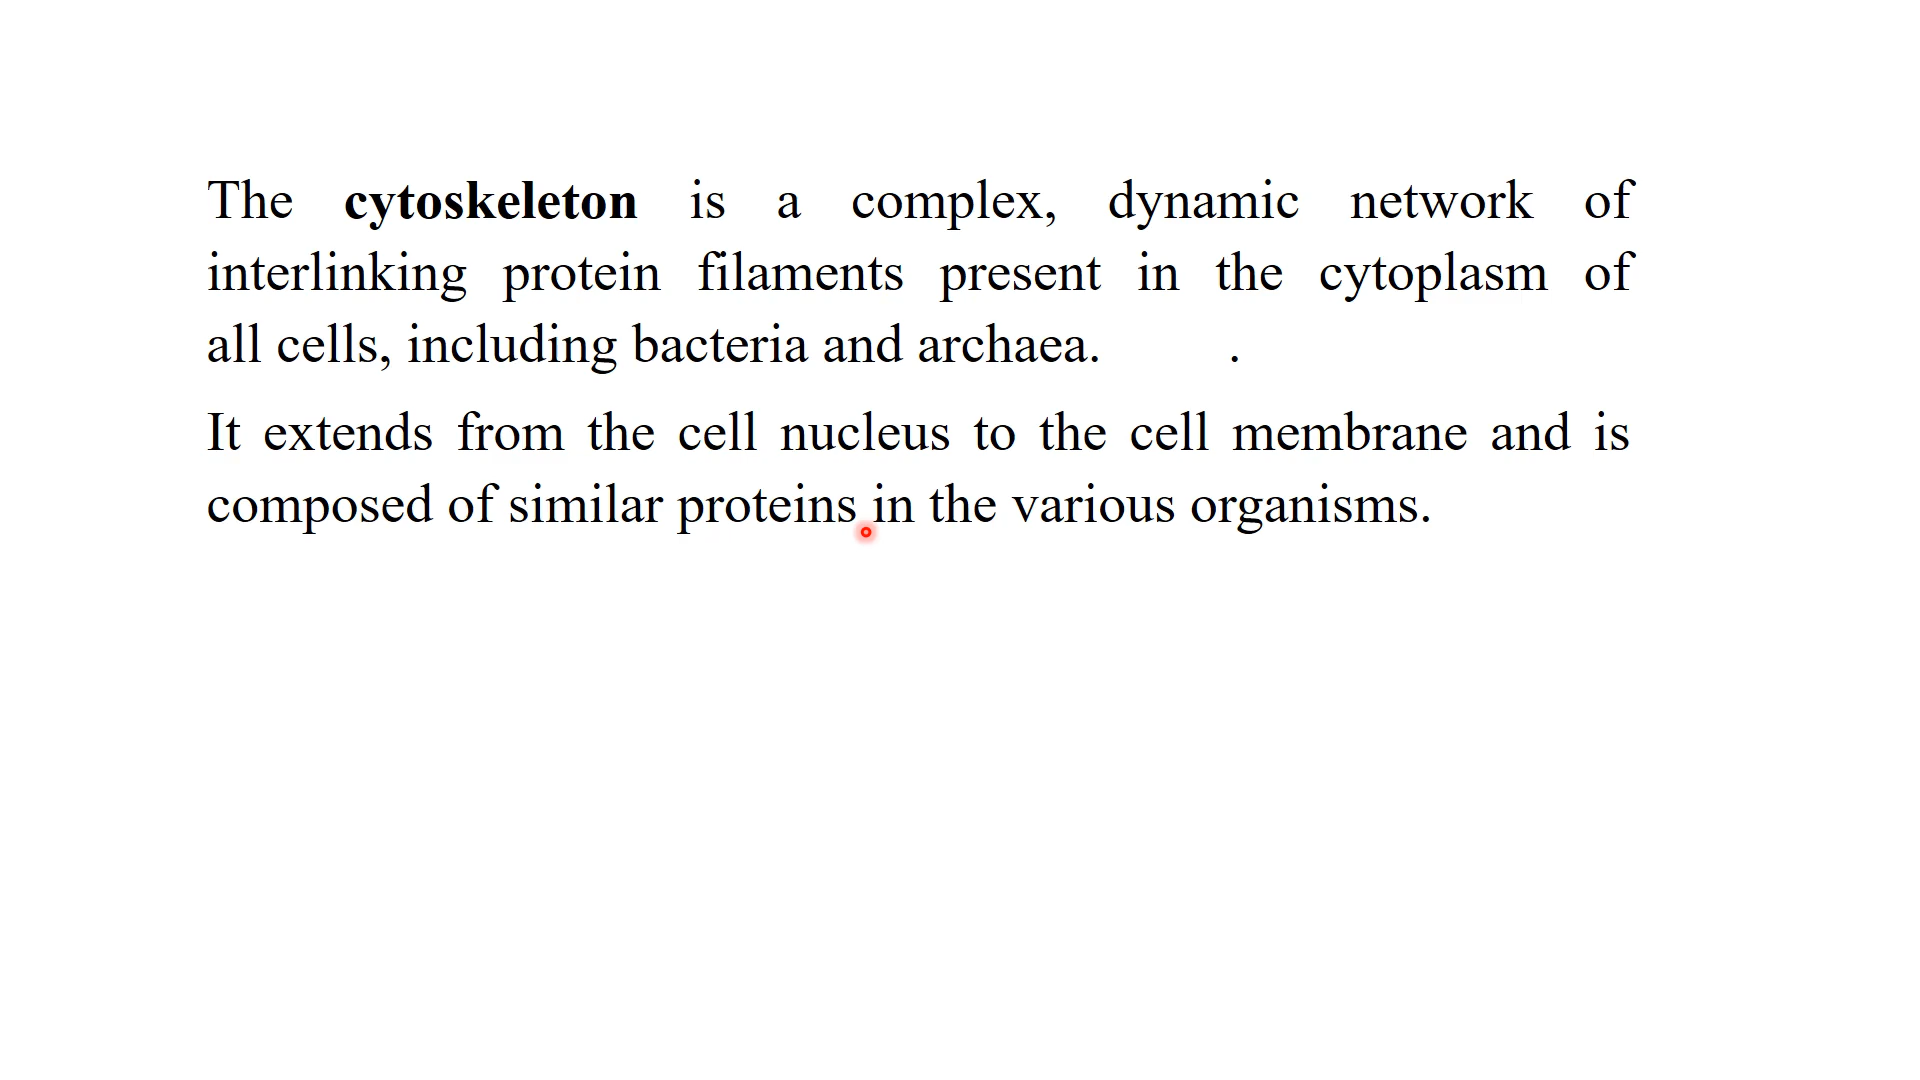 The cytoskeleton is a complex, dynamic network of
interlinking protein filaments present in the cytoplasm of
all cells, including bacteria and archaea. .
It extends from the cell nucleus to the cell membrane and is
composed of similar proteins in the various organisms.